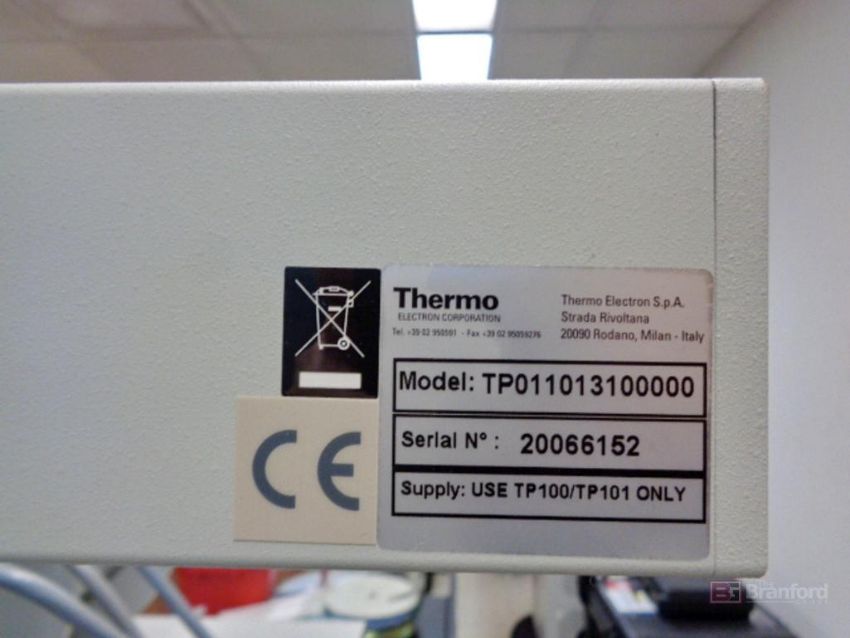 Thermo
ELECTRON CORPORATION
Tel. +39 02 950591 - Fax +39 02 95059276
Thermo Electron S.p.A.
Strada Rivoltana
20090 Rodano, Milan - Italy
Model: TP011013100000
Serial N° : 20066152
Supply: USE TP100/TP101 ONLY
CE
The
Branford